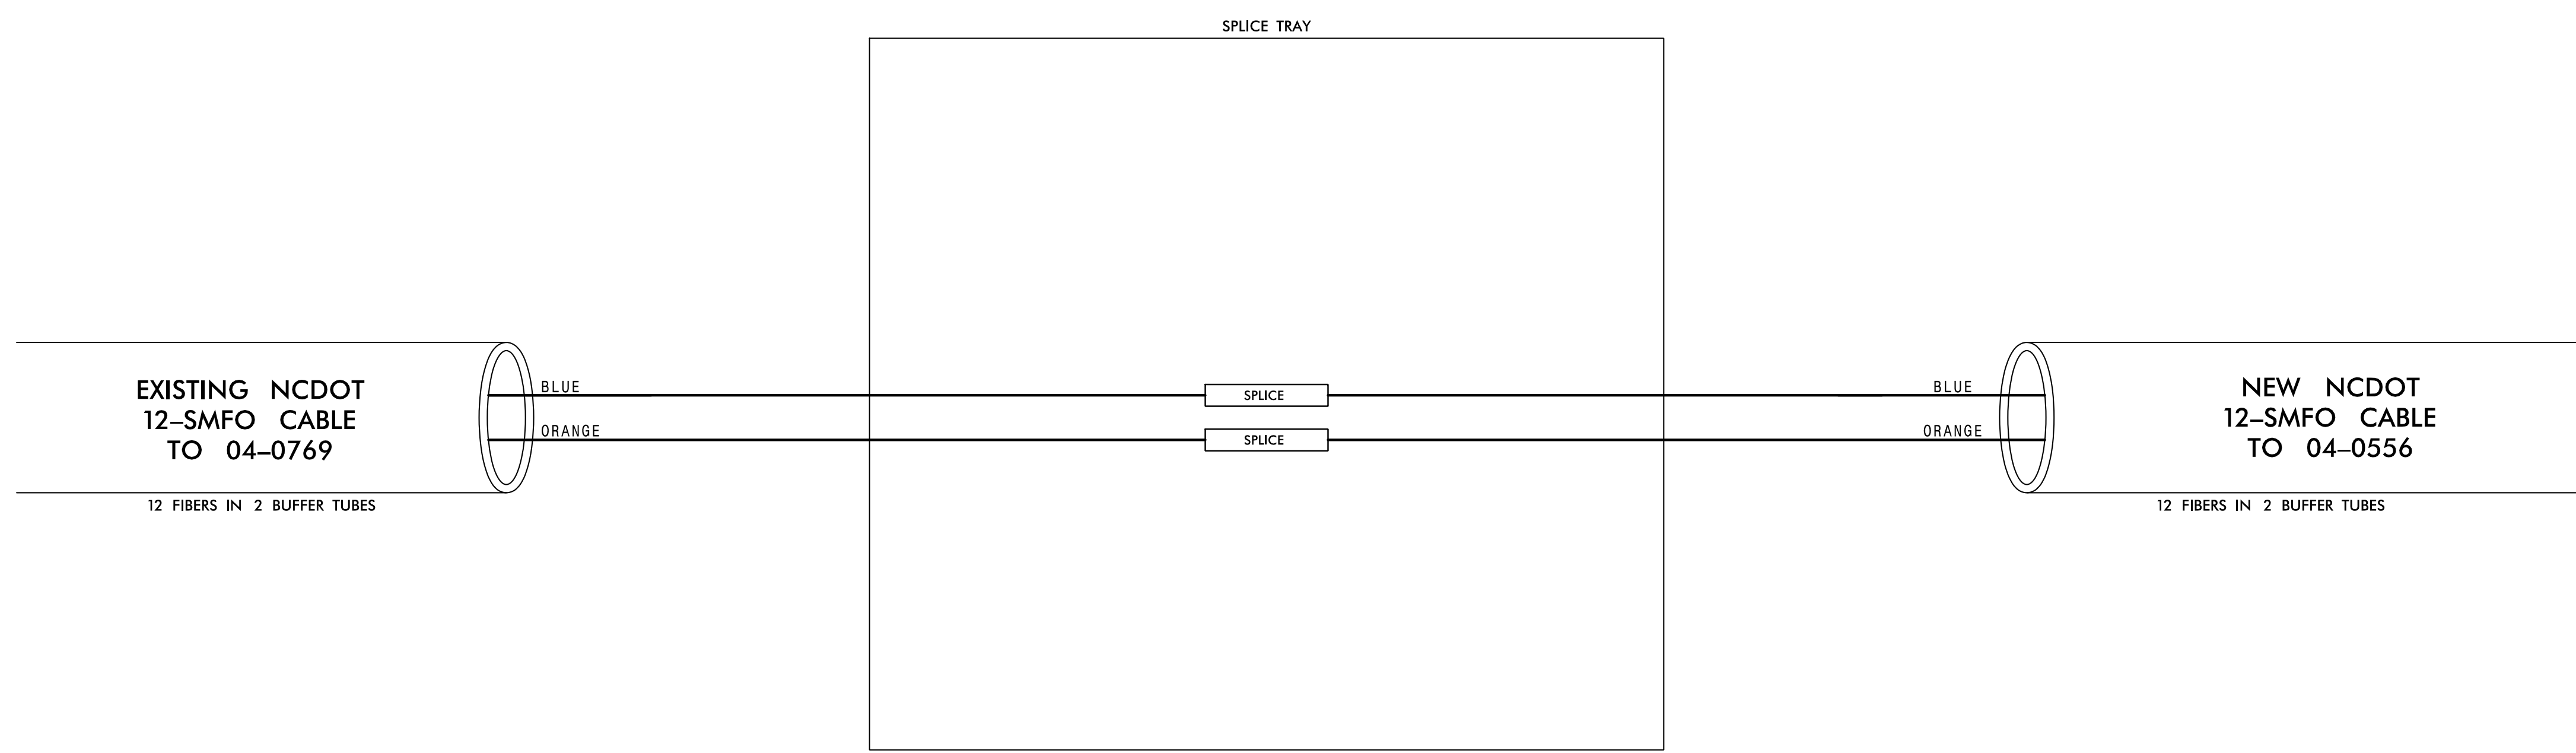 SPLICE TRAY
EXISTING NCDOT
12–SMFO CABLE
TO 04–0769
12 FIBERS IN 2 BUFFER TUBES
BLUE
SPLICE
BLUE
ORANGE
SPLICE
ORANGE
NEW NCDOT
12–SMFO CABLE
TO 04–0556
12 FIBERS IN 2 BUFFER TUBES